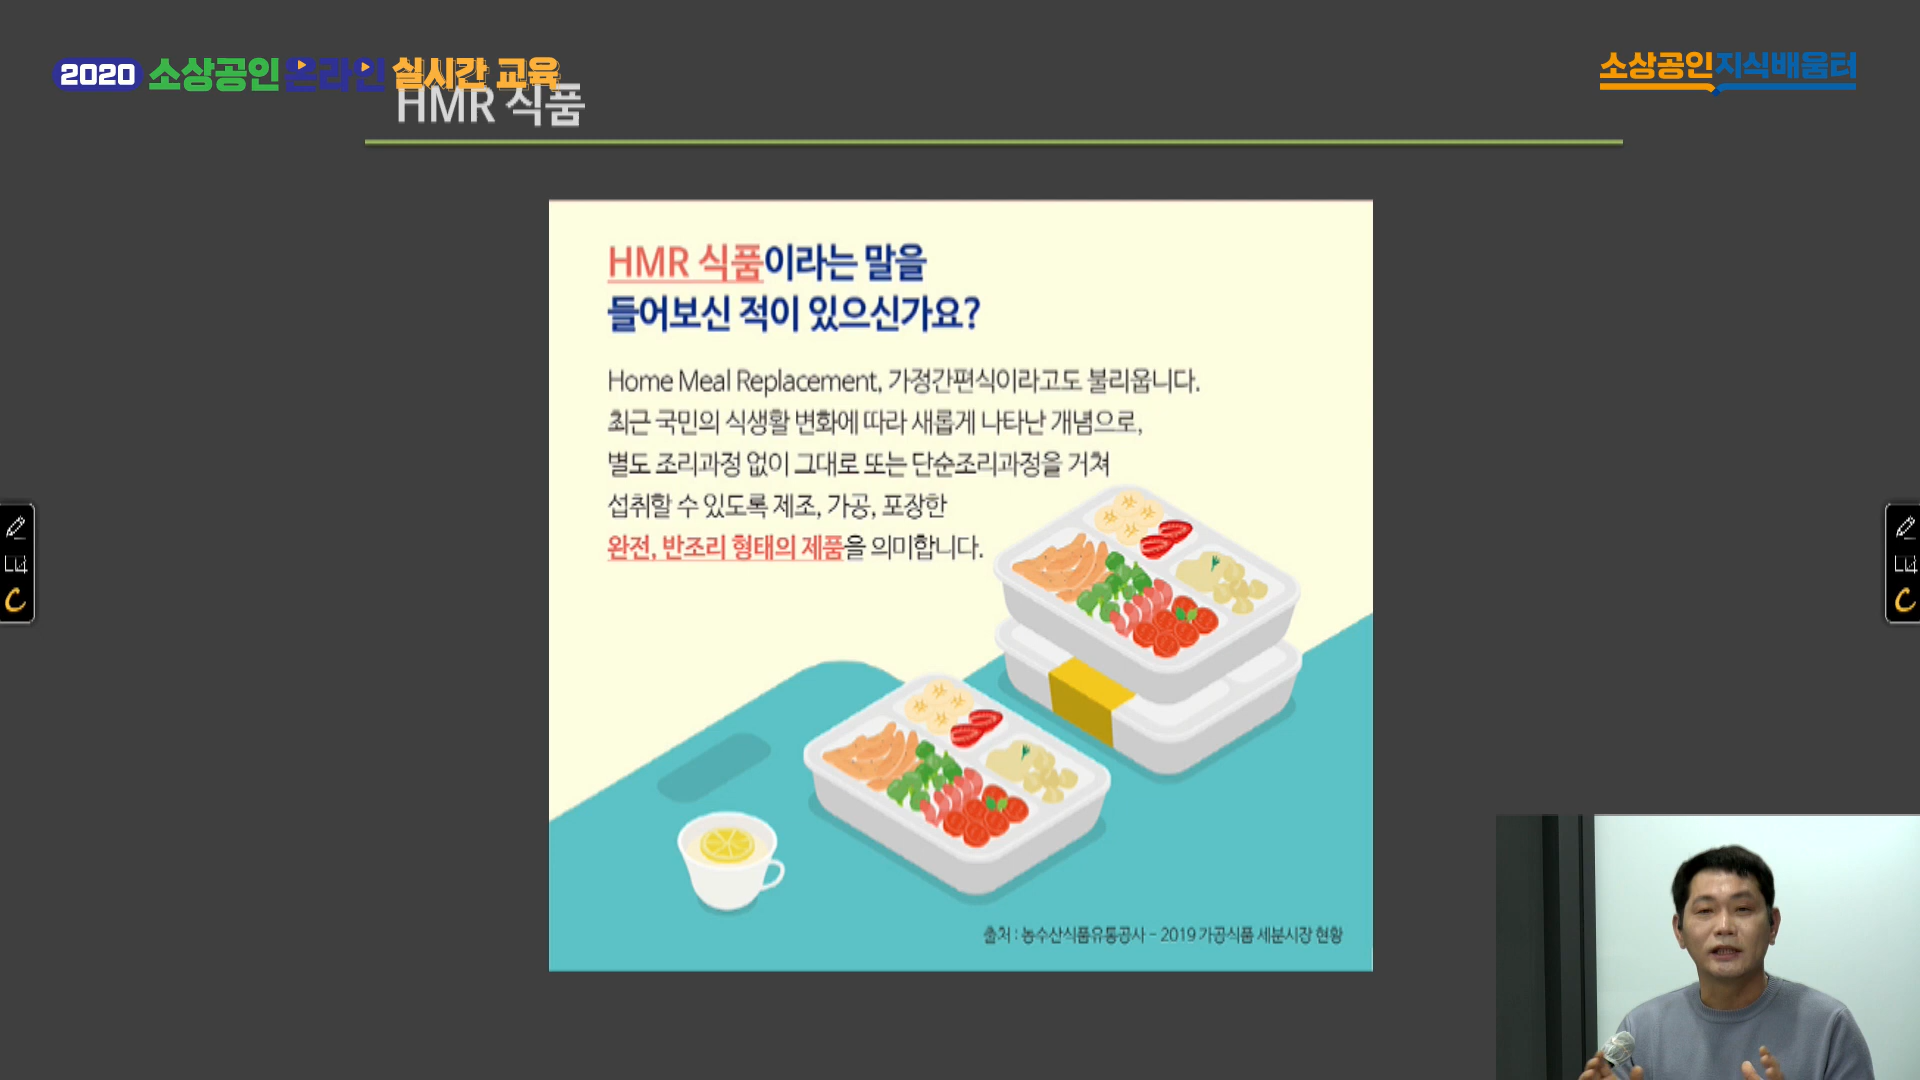 2020 소상공인 온라인 실시간 교육
소상공인지식배움터
HMR 식품
HMR 식품이라는 말을
들어보신 적이 있으신가요?
Home Meal Replacement, 가정간편식이라고도 불리웁니다.
최근 국민의 식생활 변화에 따라 새롭게 나타난 개념으로,
별도 조리과정 없이 그대로 또는 단순조리과정을 거쳐
섭취할 수 있도록 제조, 가공, 포장한
완전, 반조리 형태의 제품을 의미합니다.
출처 : 농수산식품유통공사 - 2019 가공식품 세분시장 현황